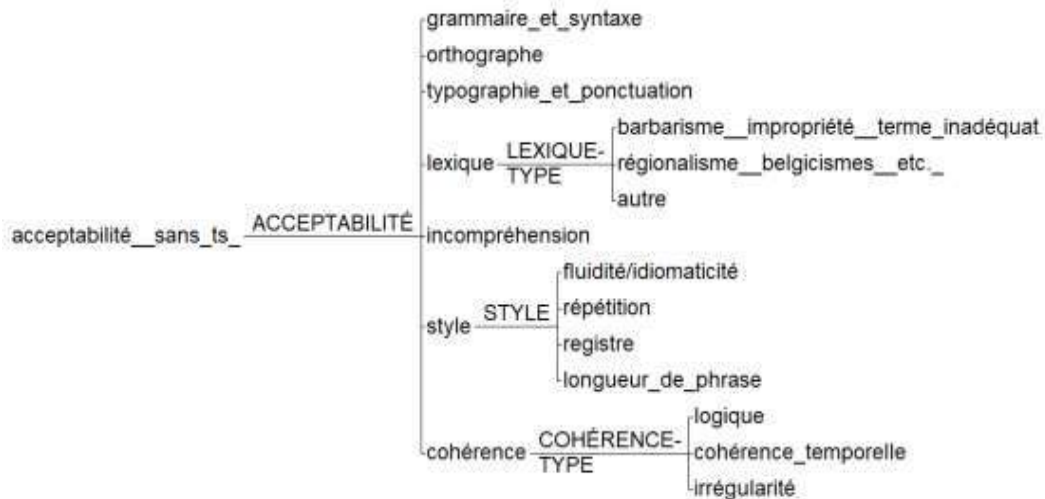 grammaire_et_syntaxe
orthographe
typographie_et_ponctuation
barbarisme__impropriété__terme_inadéquat
lexique LEXIQUE-TYPE régionalisme__belgicismes__etc._
autre
acceptabilité__sans_ts_ ACCEPTABILITÉ incompréhension
fluidité/idiomaticité
répétition
style STYLE
registre
longueur_de_phrase
logique
cohérence COHÉRENCE-TYPE cohérence_temporelle
irrégularité